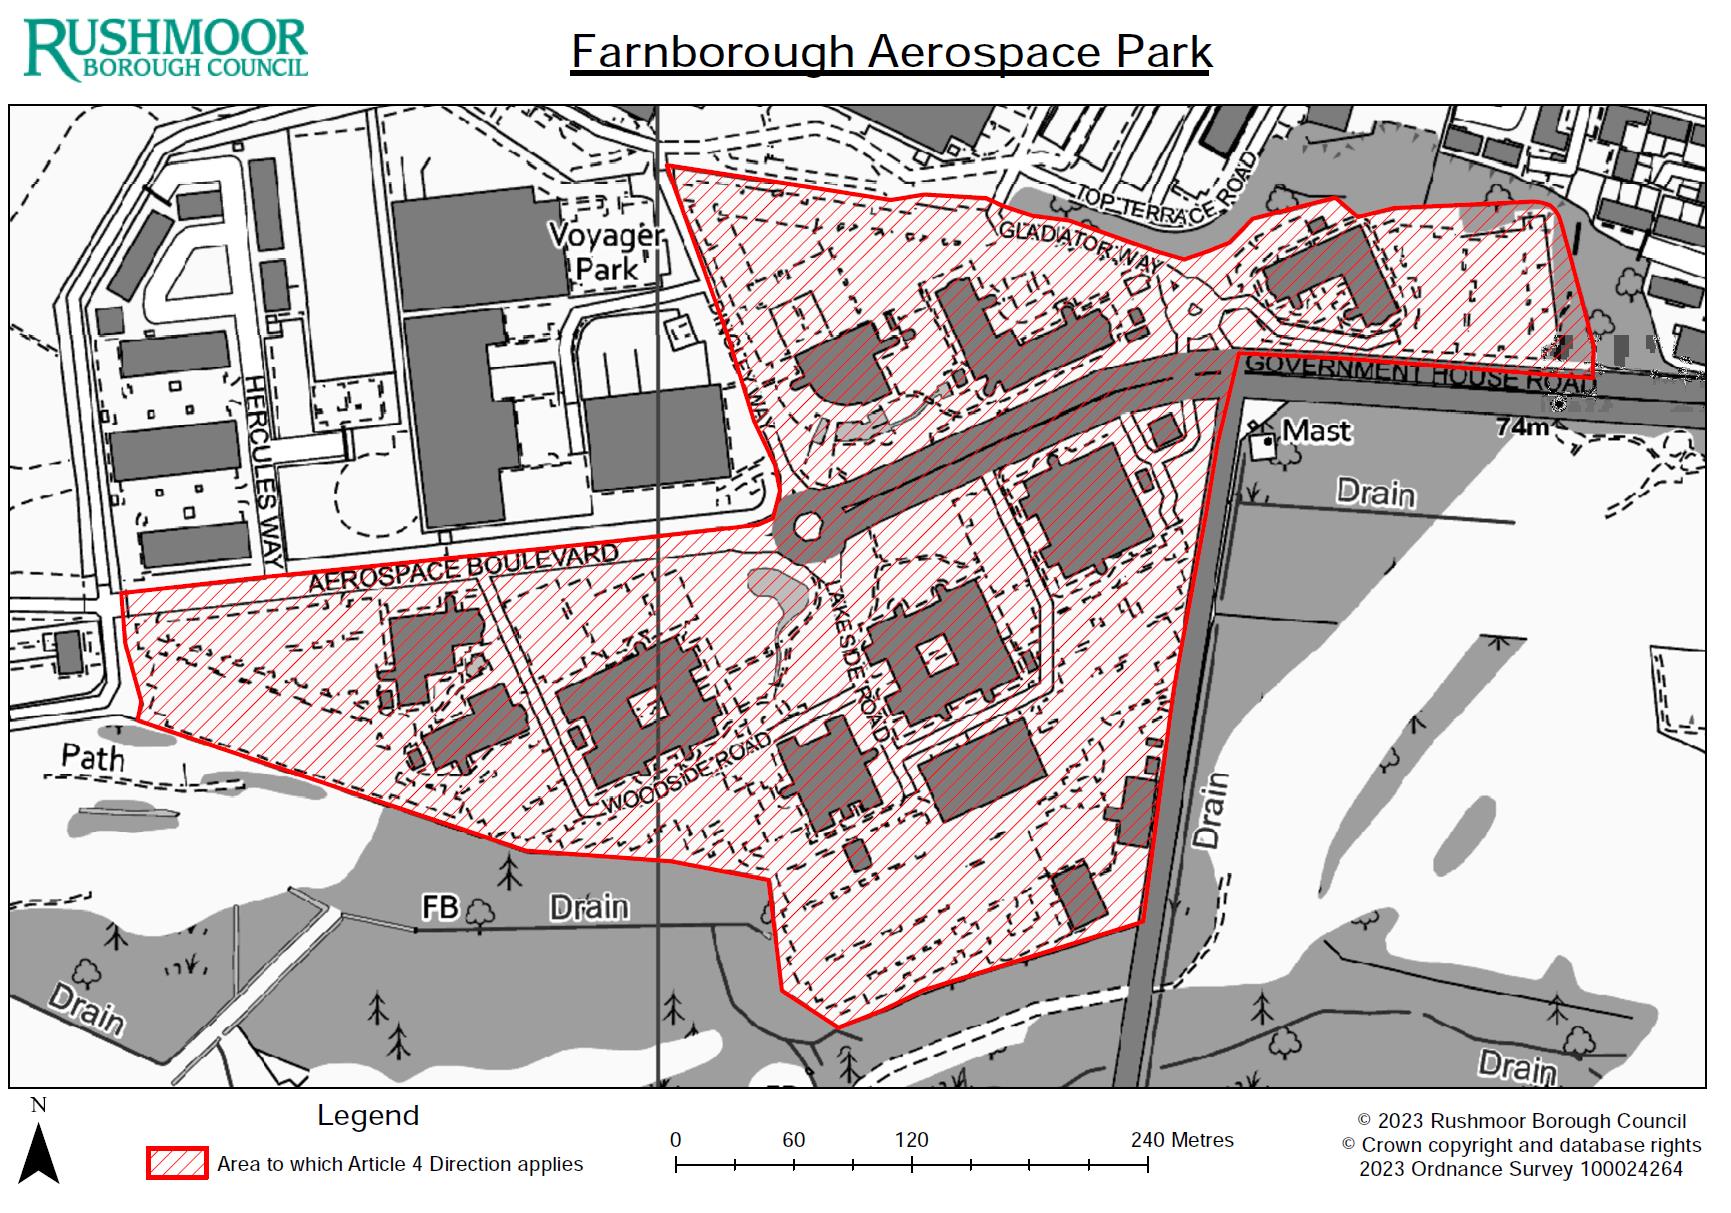 RUSHMOOR
BOROUGH COUNCIL
Farnborough Aerospace Park
Voyager
Park
TOP TERRACE ROAD
GLADIATOR WAY
GOVERNMENT HOUSE ROAD
HERCULES WAY
Mast
74m
Drain
AEROSPACE BOULEVARD
LAKESIDE ROAD
WOODSIDE ROAD
Path
Drain
FB
Drain
Drain
Drain
N
Legend
Area to which Article 4 Direction applies
0 60 120 240 Metres
© 2023 Rushmoor Borough Council
© Crown copyright and database rights
2023 Ordnance Survey 100024264